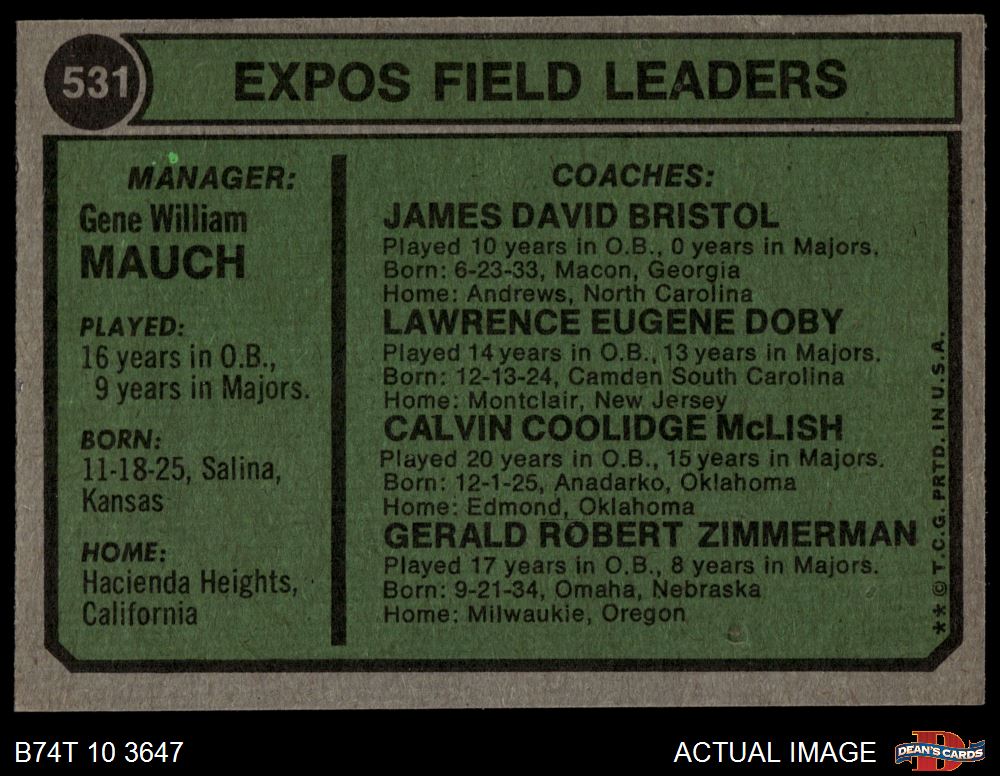 531
EXPOS FIELD LEADERS
MANAGER:
Gene William
MAUCH
PLAYED:
16 years in O.B.,
9 years in Majors.
BORN:
11-18-25, Salina,
Kansas
HOME:
Hacienda Heights,
California
COACHES:
JAMES DAVID BRISTOL
Played 10 years in O.B., 0 years in Majors.
Born: 6-23-33, Macon, Georgia
Home: Andrews, North Carolina
LAWRENCE EUGENE DOBY
Played 14 years in O.B., 13 years in Majors.
Born: 12-13-24, Camden South Carolina
Home: Montclair, New Jersey
CALVIN COOLIDGE McLISH
Played 20 years in O.B., 15 years in Majors.
Born: 12-1-25, Anadarko, Oklahoma
Home: Edmond, Oklahoma
GERALD ROBERT ZIMMERMAN
Played 17 years in O.B., 8 years in Majors.
Born: 9-21-34, Omaha, Nebraska
Home: Milwaukie, Oregon
** © T.C.G. PRTD. IN U.S.A.
B74T 10 3647
ACTUAL IMAGE
D
DEAN'S CARDS